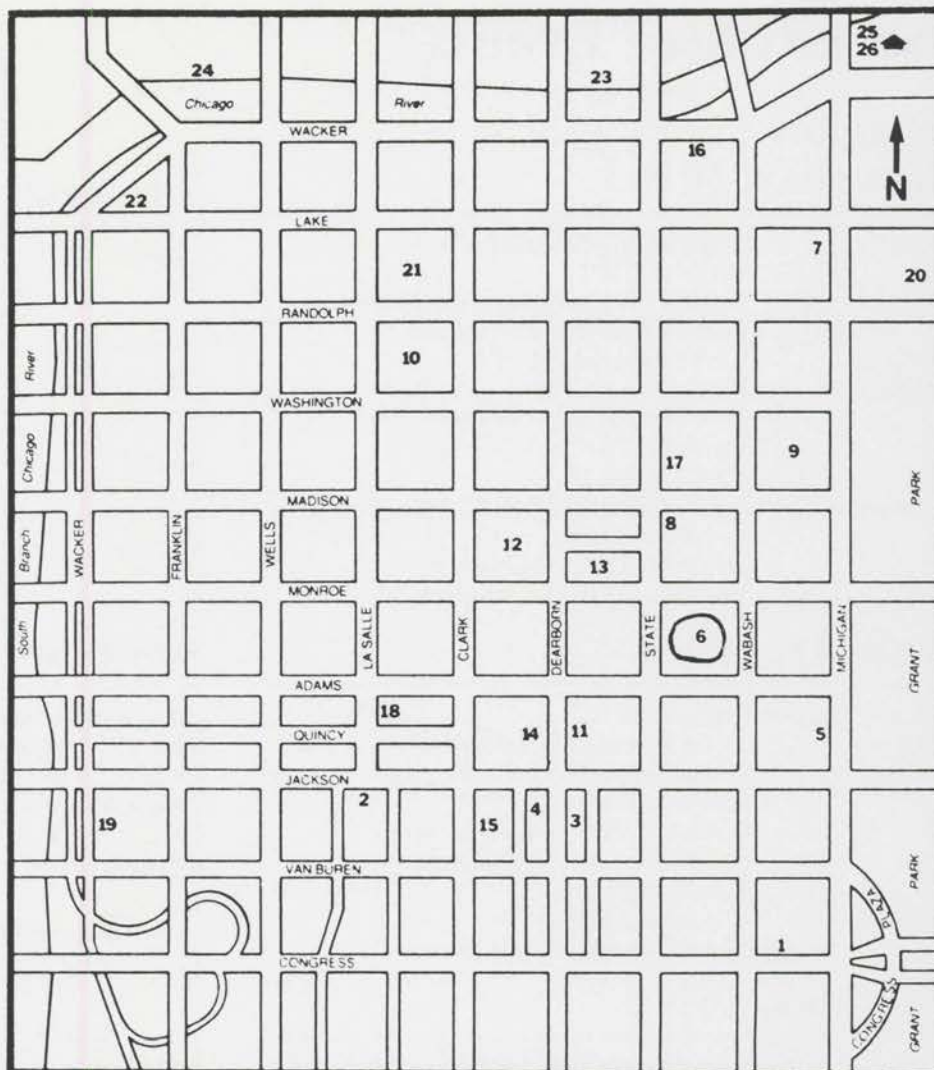 25
24
23
26
Chicago
River
WACKER
16
N
22
LAKE
7
21
20
RANDOLPH
River
10
WASHINGTON
Chicago
17
9
PARK
MADISON
8
Branch
WACKER
FRANKLIN
WELLS
12
13
MONROE
South
LA SALLE
CLARK
DEARBORN
STATE
6
WABASH
MICHIGAN
GRANT
ADAMS
18
QUINCY
14
11
5
JACKSON
2
19
15
4
3
VAN BUREN
PARK
PLAZA
1
CONGRESS
CONGRESS
GRANT